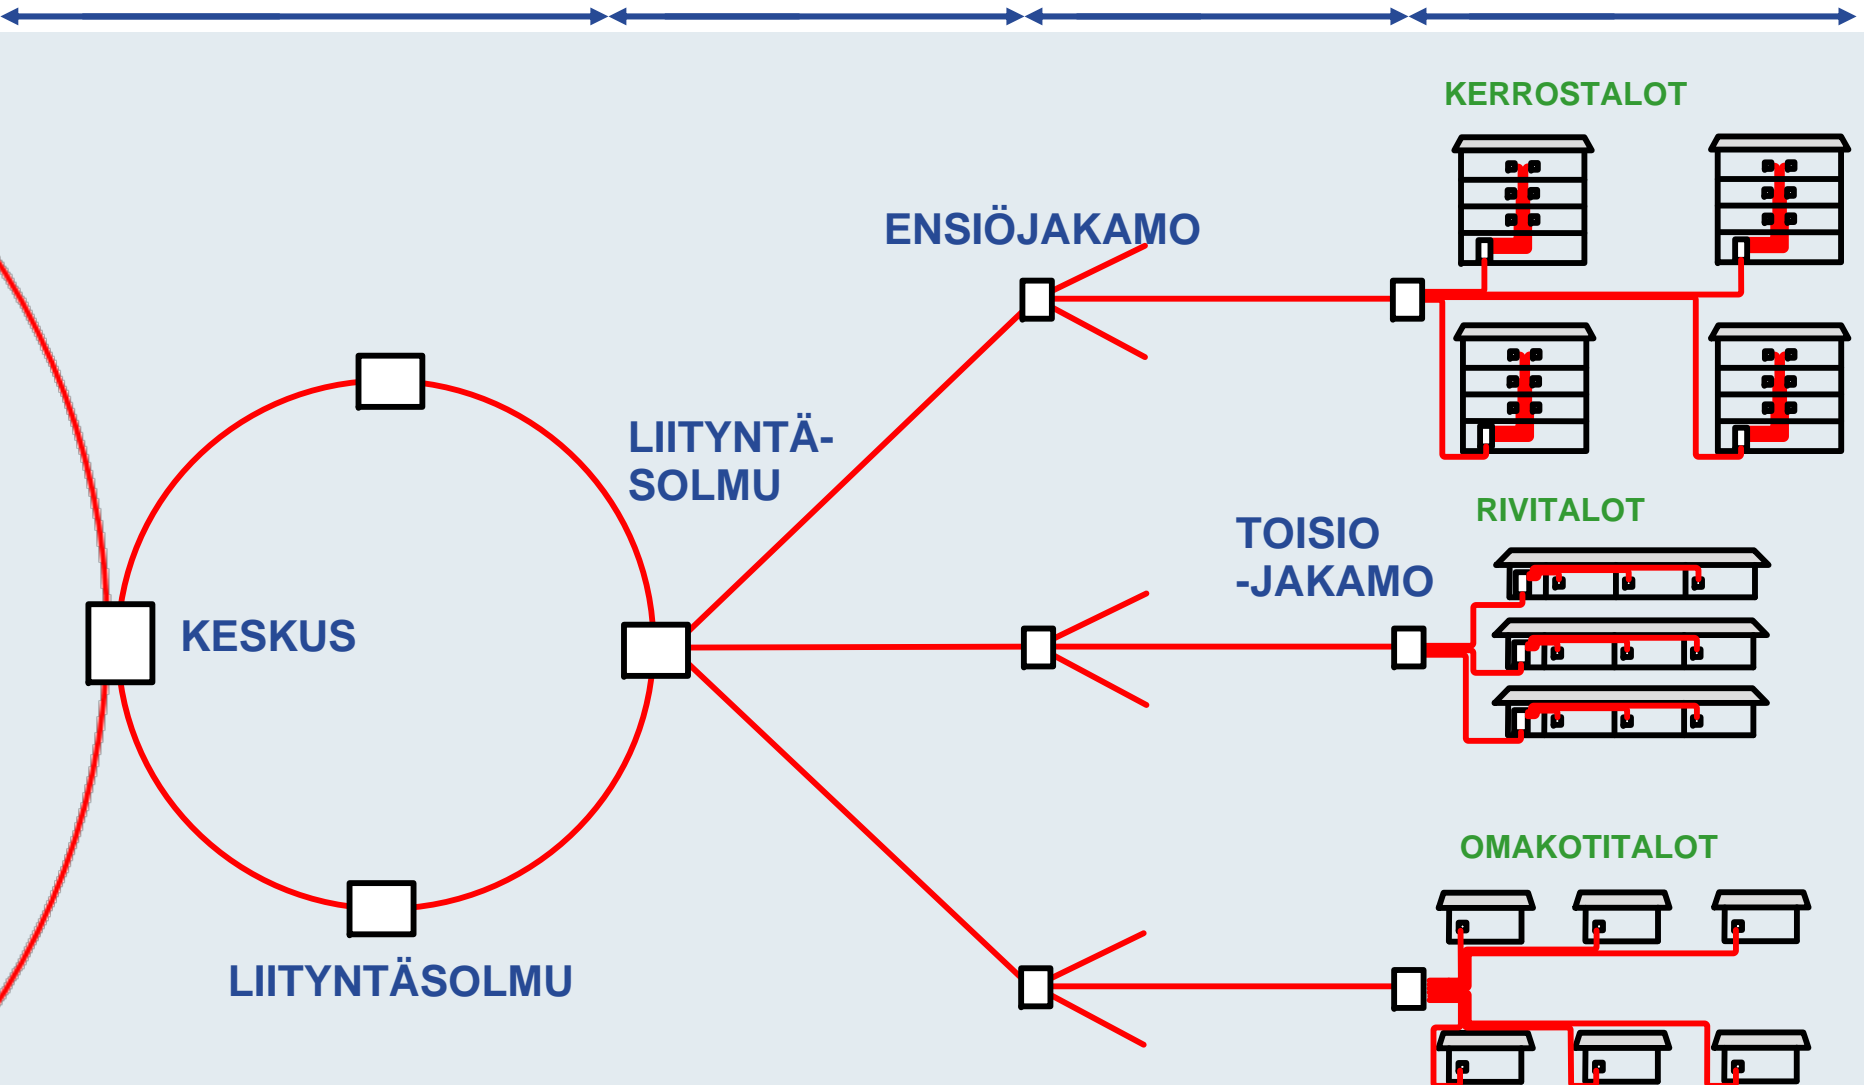 KERROSTALOT
ENSIÖJAKAMO
LIITYNTÄ-
SOLMU
RIVITALOT
TOISIO
-JAKAMO
KESKUS
OMAKOTITALOT
LIITYNTÄSOLMU